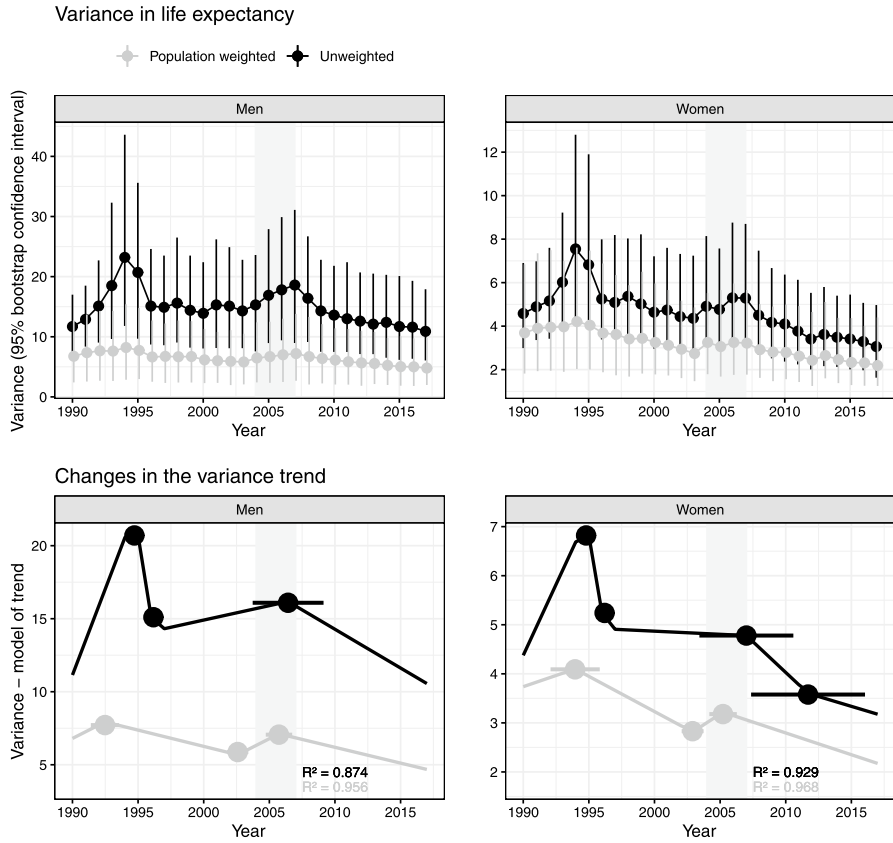 Variance in life expectancy
Population weighted Unweighted
Men
Women
Variance (95% bootstrap confidence interval)
40
30
20
10
0
12
10
8
6
4
2
1990 1995 2000 2005 2010 2015
1990 1995 2000 2005 2010 2015
Year
Year
Changes in the variance trend
Men
Women
Variance − model of trend
20
15
10
5
7
6
5
4
3
2
R² = 0.874
R² = 0.956
R² = 0.929
R² = 0.968
1990 1995 2000 2005 2010 2015
1990 1995 2000 2005 2010 2015
Year
Year